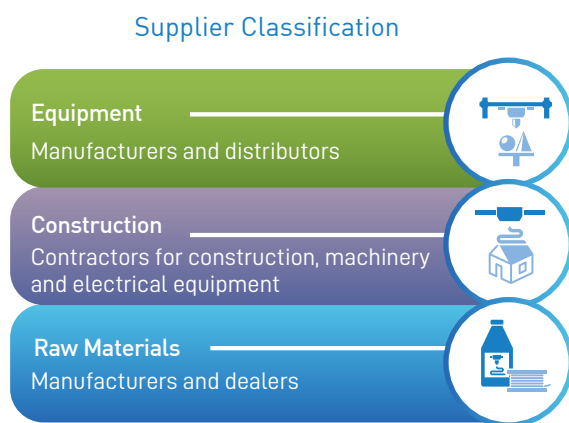 Supplier Classification
Equipment
Manufacturers and distributors
Construction
Contractors for construction, machinery
and electrical equipment
Raw Materials
Manufacturers and dealers